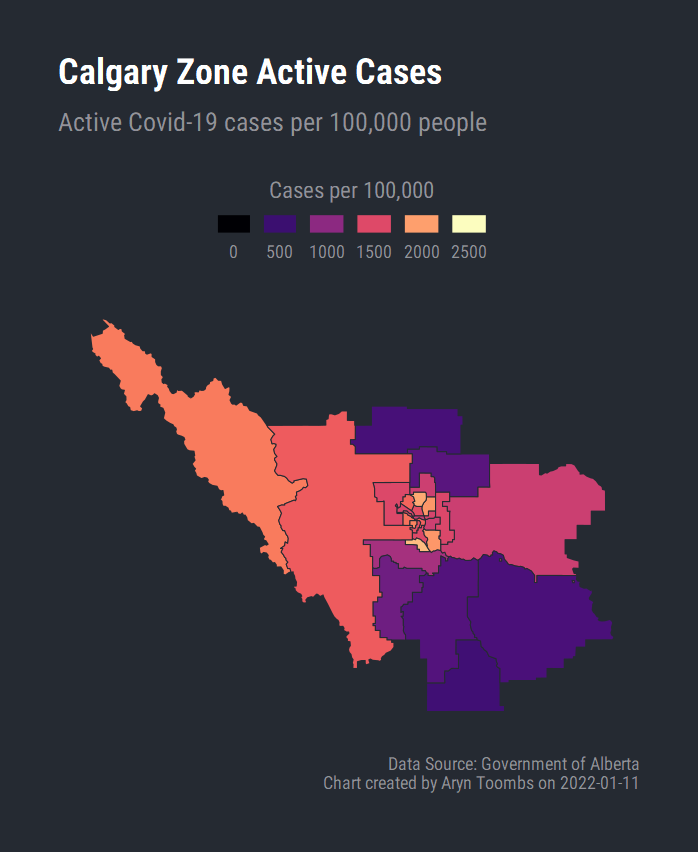 Calgary Zone Active Cases
Active Covid-19 cases per 100,000 people
Cases per 100,000
0 500 1000 1500 2000 2500
Data Source: Government of Alberta
Chart created by Aryn Toombs on 2022-01-11